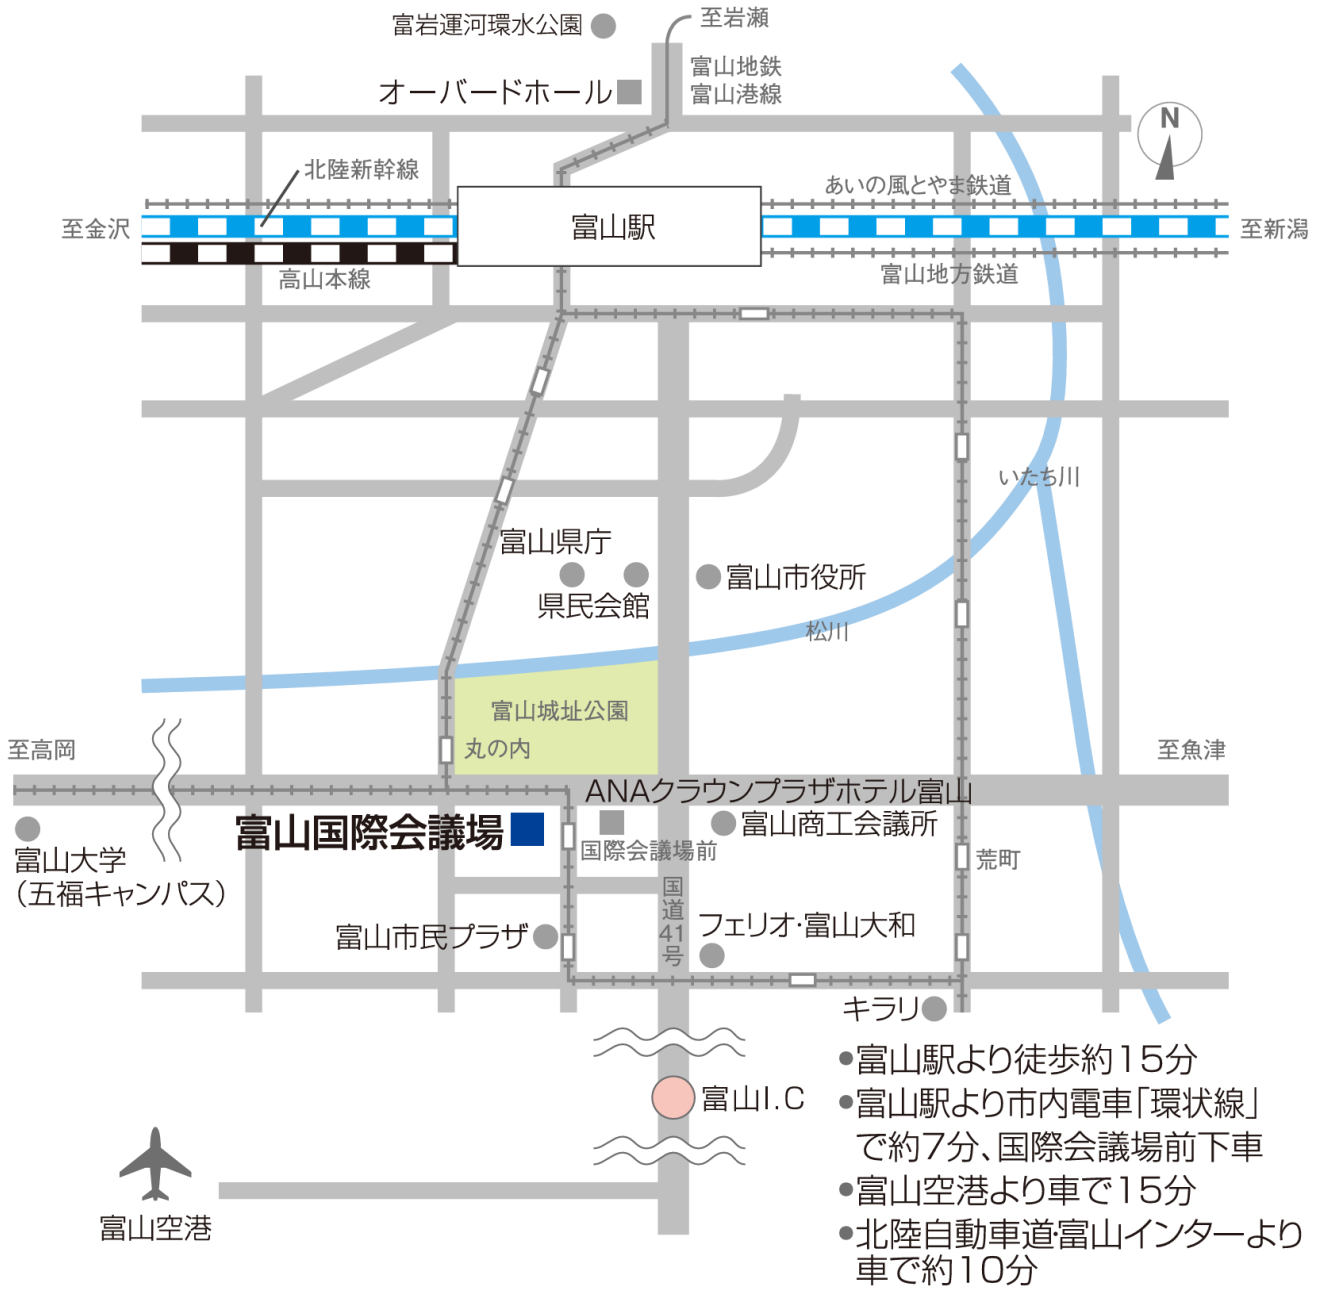 富岩運河環水公園
至岩瀬
富山地鉄
富山港線
オーバードホール
N
北陸新幹線
あいの風とやま鉄道
至金沢
富山駅
至新潟
高山本線
富山地方鉄道
いたち川
富山県庁
県民会館
富山市役所
松川
富山城址公園
丸の内
至高岡
至魚津
ANAクラウンプラザホテル富山
富山国際会議場
富山商工会議所
国際会議場前
荒町
富山大学
（五福キャンパス）
国道41号
フェリオ・富山大和
富山市民プラザ
キラリ
富山I.C
富山空港
●富山駅より徒歩約15分
●富山駅より市内電車「環状線」
で約7分、国際会議場前下車
●富山空港より車で15分
●北陸自動車道・富山インターより
車で約10分